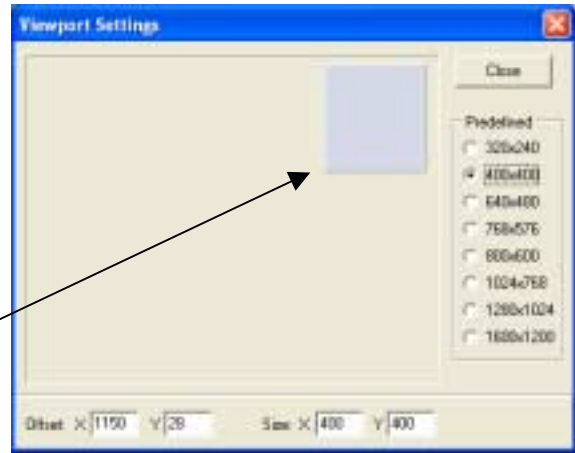 Viewport Settings
Close
Predefined
320x240
400x400
640x480
768x576
800x600
1024x768
1280x1024
1600x1200
Offset X 1150 Y 28 Size X 400 Y 400